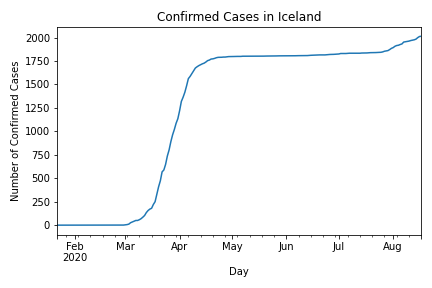 Confirmed Cases in Iceland
Number of Confirmed Cases
2000
1750
1500
1250
1000
750
500
250
0
Feb Mar Apr May Jun Jul Aug
2020
Day